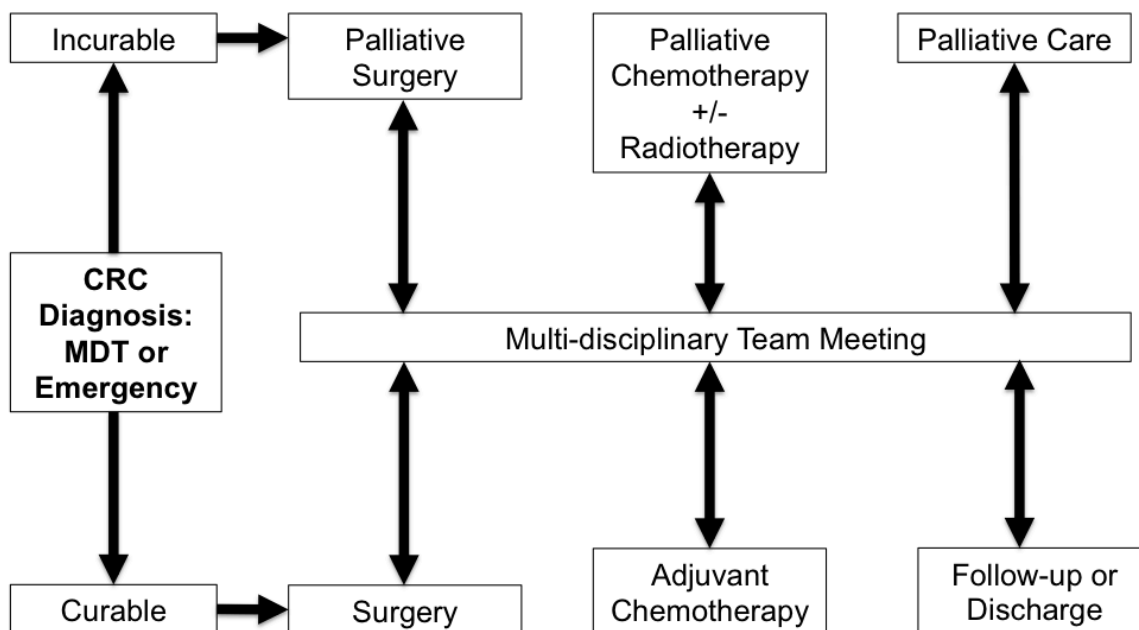 Incurable
Palliative
Surgery
Palliative
Chemotherapy
+/-
Radiotherapy
Palliative Care
CRC
Diagnosis:
MDT or
Emergency
Multi-disciplinary Team Meeting
Curable
Surgery
Adjuvant
Chemotherapy
Follow-up or
Discharge